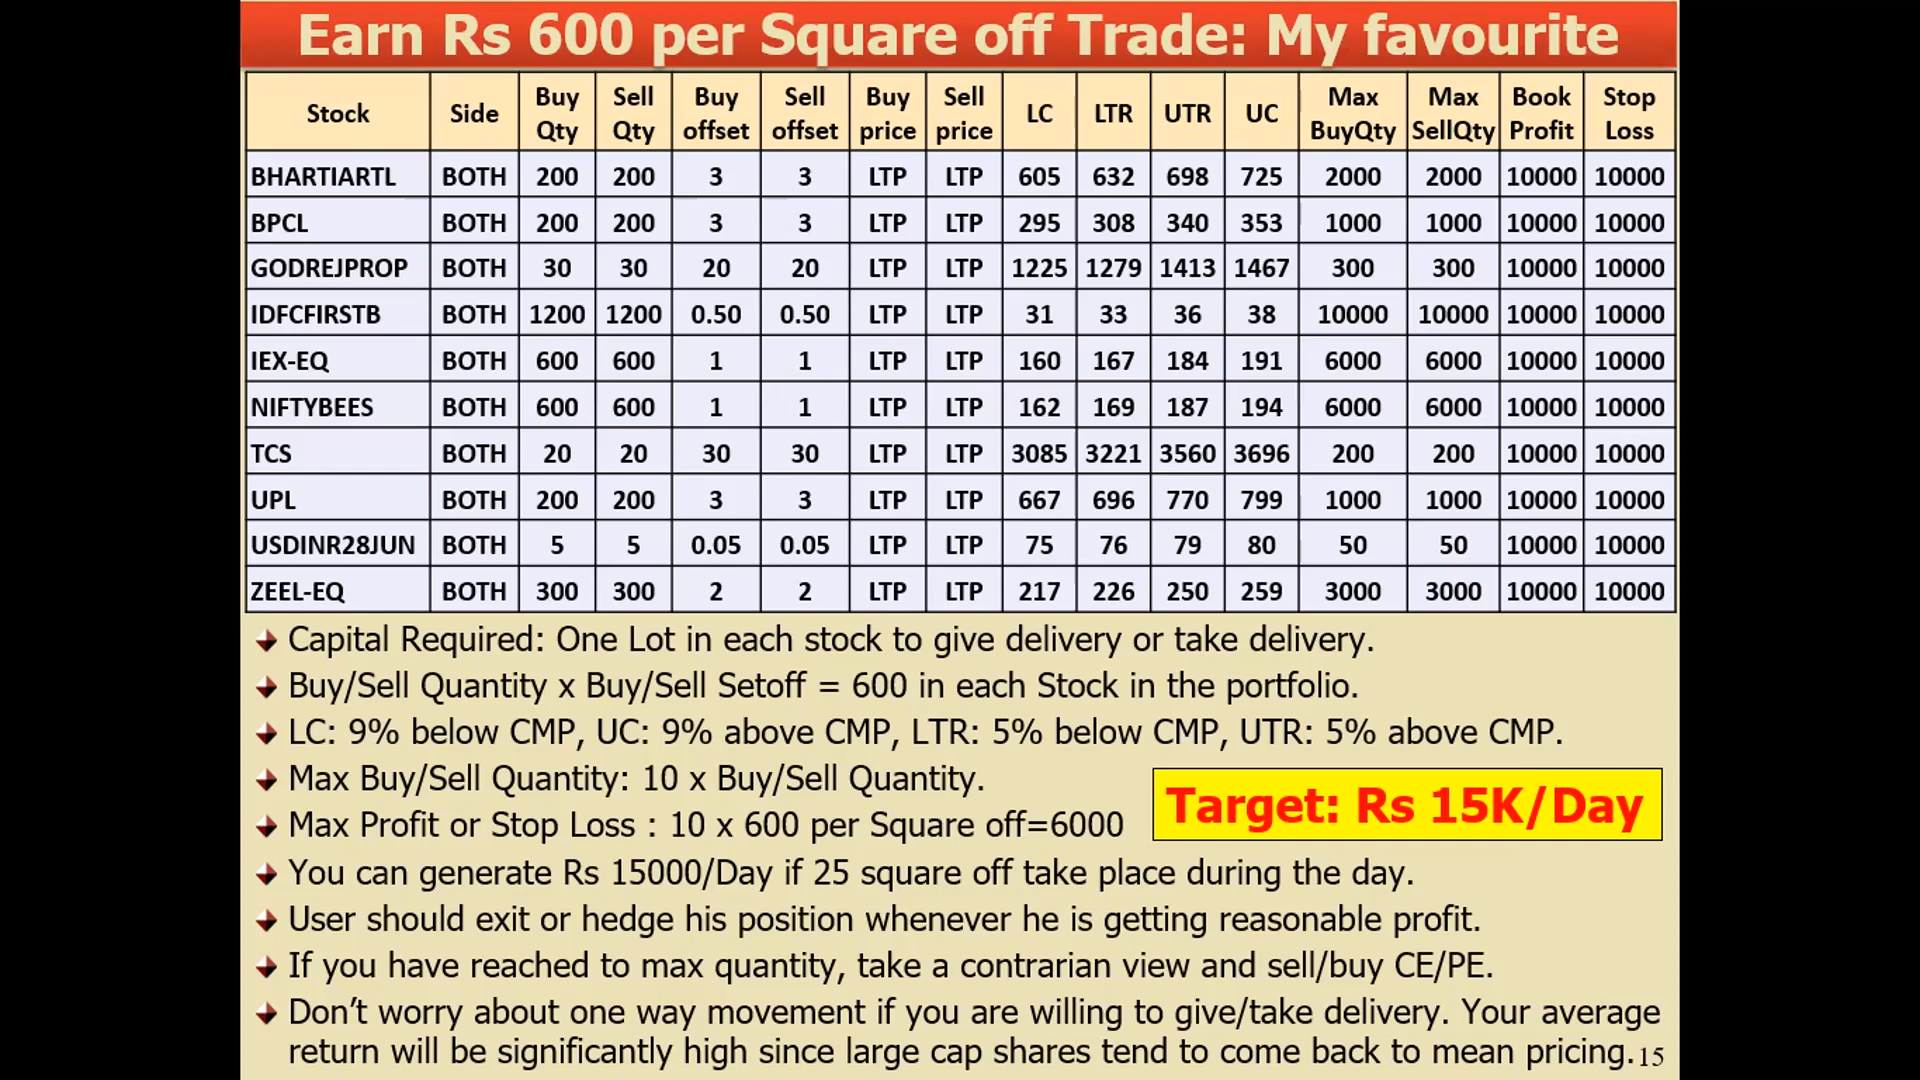 Earn Rs 600 per Square off Trade: My favourite
Stock Side Buy Qty Sell Qty Buy offset Sell offset Buy price Sell price LC LTR UTR UC Max BuyQty Max SellQty Book Profit Stop Loss
BHARTIARTL BOTH 200 200 3 3 LTP LTP 605 632 698 725 2000 2000 10000 10000
BPCL BOTH 200 200 3 3 LTP LTP 295 308 340 353 1000 1000 10000 10000
GODREJPROP BOTH 30 30 20 20 LTP LTP 1225 1279 1413 1467 300 300 10000 10000
IDFCFIRSTB BOTH 1200 1200 0.50 0.50 LTP LTP 31 33 36 38 10000 10000 10000 10000
IEX-EQ BOTH 600 600 1 1 LTP LTP 160 167 184 191 6000 6000 10000 10000
NIFTYBEES BOTH 600 600 1 1 LTP LTP 162 169 187 194 6000 6000 10000 10000
TCS BOTH 20 20 30 30 LTP LTP 3085 3221 3560 3696 200 200 10000 10000
UPL BOTH 200 200 3 3 LTP LTP 667 696 770 799 1000 1000 10000 10000
USDINR28JUN BOTH 5 5 0.05 0.05 LTP LTP 75 76 79 80 50 50 10000 10000
ZEEL-EQ BOTH 300 300 2 2 LTP LTP 217 226 250 259 3000 3000 10000 10000
Capital Required: One Lot in each stock to give delivery or take delivery.
Buy/Sell Quantity x Buy/Sell Setoff = 600 in each Stock in the portfolio.
LC: 9% below CMP, UC: 9% above CMP, LTR: 5% below CMP, UTR: 5% above CMP.
Max Buy/Sell Quantity: 10 x Buy/Sell Quantity.
Max Profit or Stop Loss : 10 x 600 per Square off=6000
Target: Rs 15K/Day
You can generate Rs 15000/Day if 25 square off take place during the day.
User should exit or hedge his position whenever he is getting reasonable profit.
If you have reached to max quantity, take a contrarian view and sell/buy CE/PE.
Don't worry about one way movement if you are willing to give/take delivery. Your average
return will be significantly high since large cap shares tend to come back to mean pricing.
15